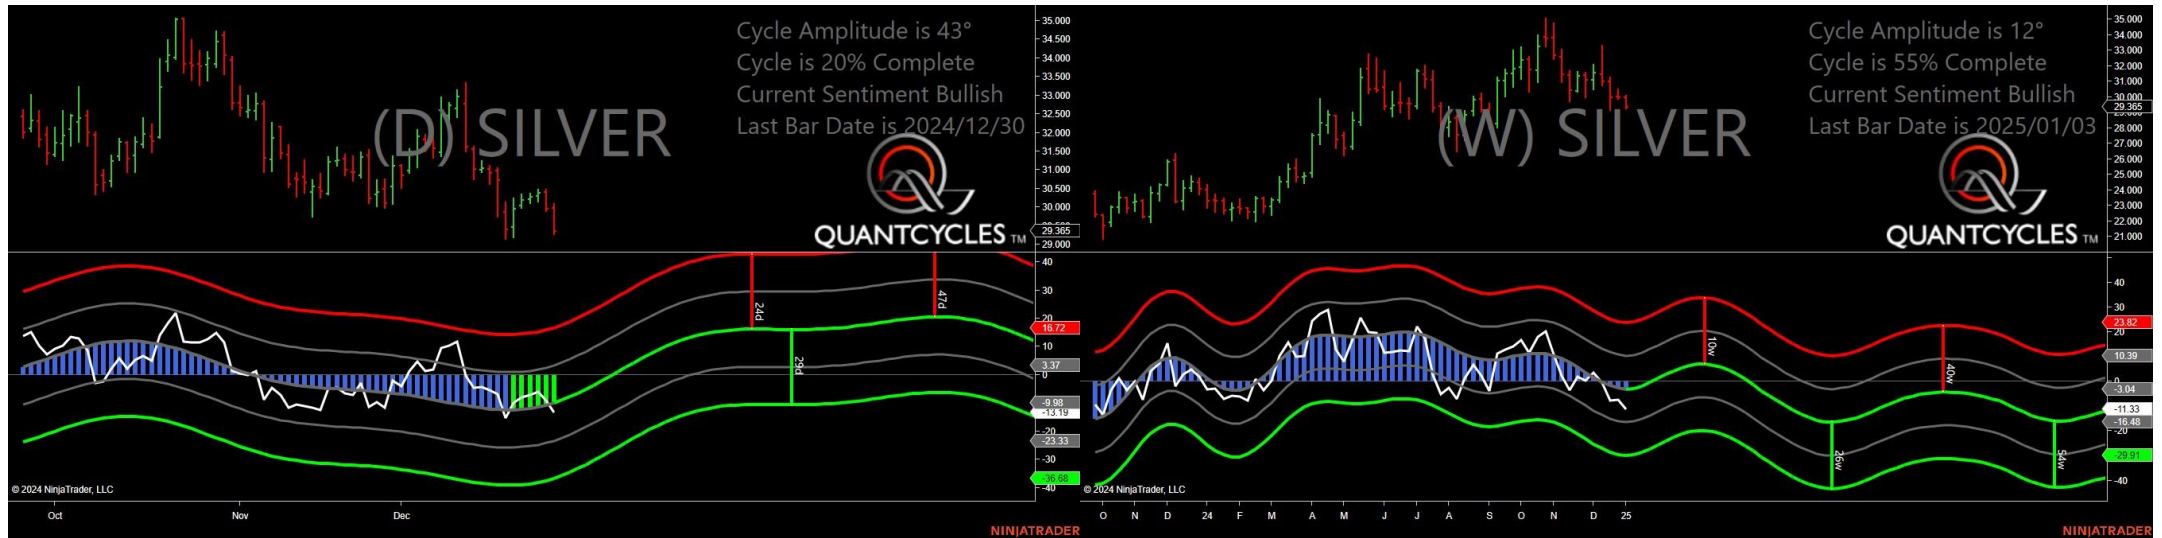 Cycle Amplitude is 43°
Cycle is 20% Complete
Current Sentiment Bullish
Last Bar Date is 2024/12/30
(D) SILVER
QUANTCYCLES TM
35.000
34.500
34.000
33.500
33.000
32.500
32.000
31.500
31.000
30.500
30.000
29.365
29.000
40
30
20
16.72
10
3.37
0
-9.98
-13.19
-20
-23.33
-30
-36.68
-40
24d
47d
29d
© 2024 NinjaTrader, LLC
Oct Nov Dec
NINJATRADER
Cycle Amplitude is 12°
Cycle is 55% Complete
Current Sentiment Bullish
Last Bar Date is 2025/01/03
(W) SILVER
QUANTCYCLES TM
35.000
34.000
33.000
32.000
31.000
30.000
29.365
28.000
27.000
26.000
25.000
24.000
23.000
22.000
21.000
40
30
23.82
20
10.39
0
-3.04
-11.33
-16.48
-20
-29.91
-40
10w
40w
26w
54w
© 2024 NinjaTrader, LLC
O N D 24 F M A M J J A S O N D 25
NINJATRADER